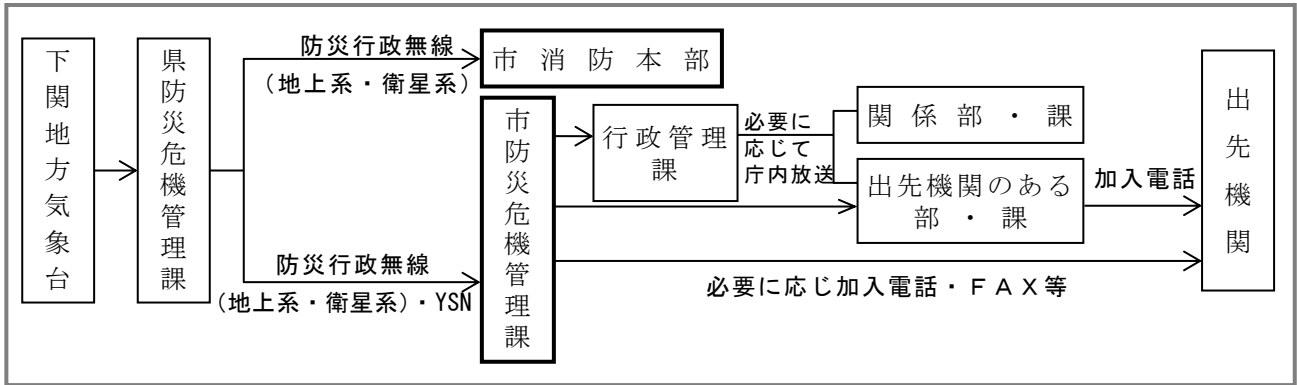 下関地方気象台
県防災危機管理課
防災行政無線
(地上系・衛星系)
市消防本部
防災行政無線
(地上系・衛星系)・YSN
市防災危機管理課
行政管理
課
必要に
応じて
庁内放送
関係部・課
出先機関のある
部・課
加入電話
必要に応じ加入電話・ＦＡＸ等
出先機関